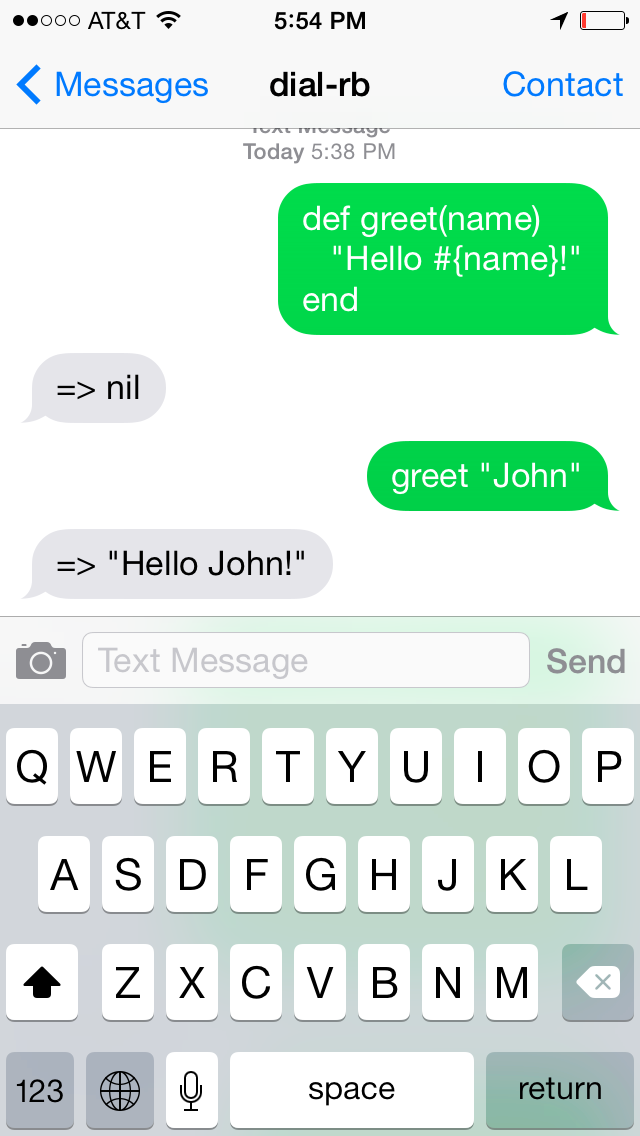 AT&T 5:54 PM
Messages dial-rb Contact
Text Message
Today 5:38 PM
def greet(name)
"Hello #{name}!"
end
=> nil
greet "John"
=> "Hello John!"
Text Message Send
Q W E R T Y U I O P
A S D F G H J K L
Z X C V B N M
123 space return